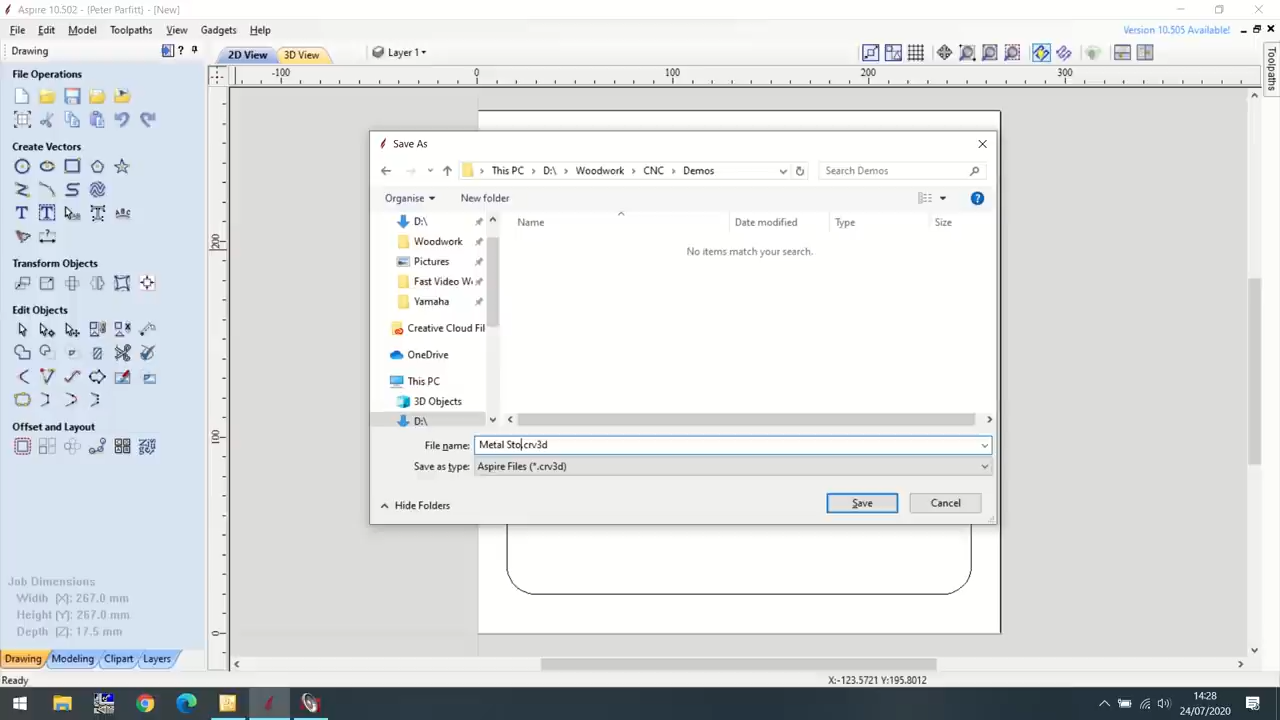 Aspire 10.502 - {Peter Parfitt} - [New]
File Edit Model Toolpaths View Gadgets Help
Version 10.505 Available!
Drawing
2D View 3D View
Layer 1
Toolpaths
-100 0 100 200 300
File Operations
Create Vectors
200
Transform Objects
Edit Objects
100
Offset and Layout
0
Job Dimensions
Width (X): 267.0 mm
Height (Y): 267.0 mm
Depth (Z): 17.5 mm
Drawing Modeling Clipart Layers
Save As
This PC D:\ Woodwork CNC Demos
Search Demos
Organise New folder
Name Date modified Type Size
No items match your search.
D:\
Woodwork
Pictures
Fast Video W
Yamaha
Creative Cloud Fil
OneDrive
This PC
3D Objects
D:\
File name: Metal Sto.crv3d
Save as type: Aspire Files (*.crv3d)
Hide Folders
Save Cancel
Ready
X:-123.5721 Y:195.8012
14:28
24/07/2020